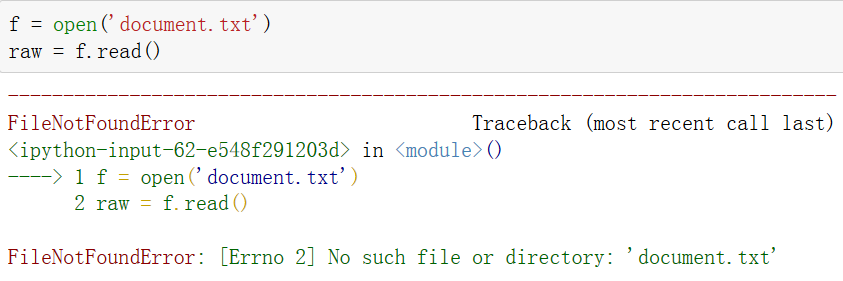 f = open('document.txt')
raw = f.read()
---------------------------------------------------------------------------
FileNotFoundError                         Traceback (most recent call last)
<ipython-input-62-e548f291203d> in <module>()
----> 1 f = open('document.txt')
      2 raw = f.read()

FileNotFoundError: [Errno 2] No such file or directory: 'document.txt'